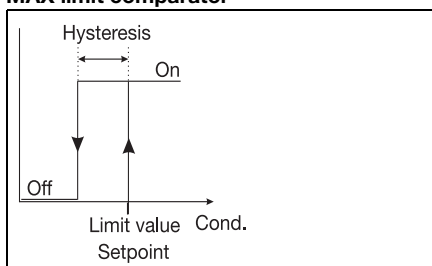 MAX limit comparator
Hysteresis
On
Off
Limit value Cond.
Setpoint